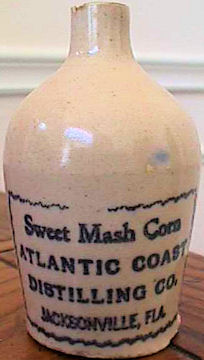 Sweet Mash Corn
ATLANTIC COAST
DISTILLING CO.
JACKSONVILLE, FLA.